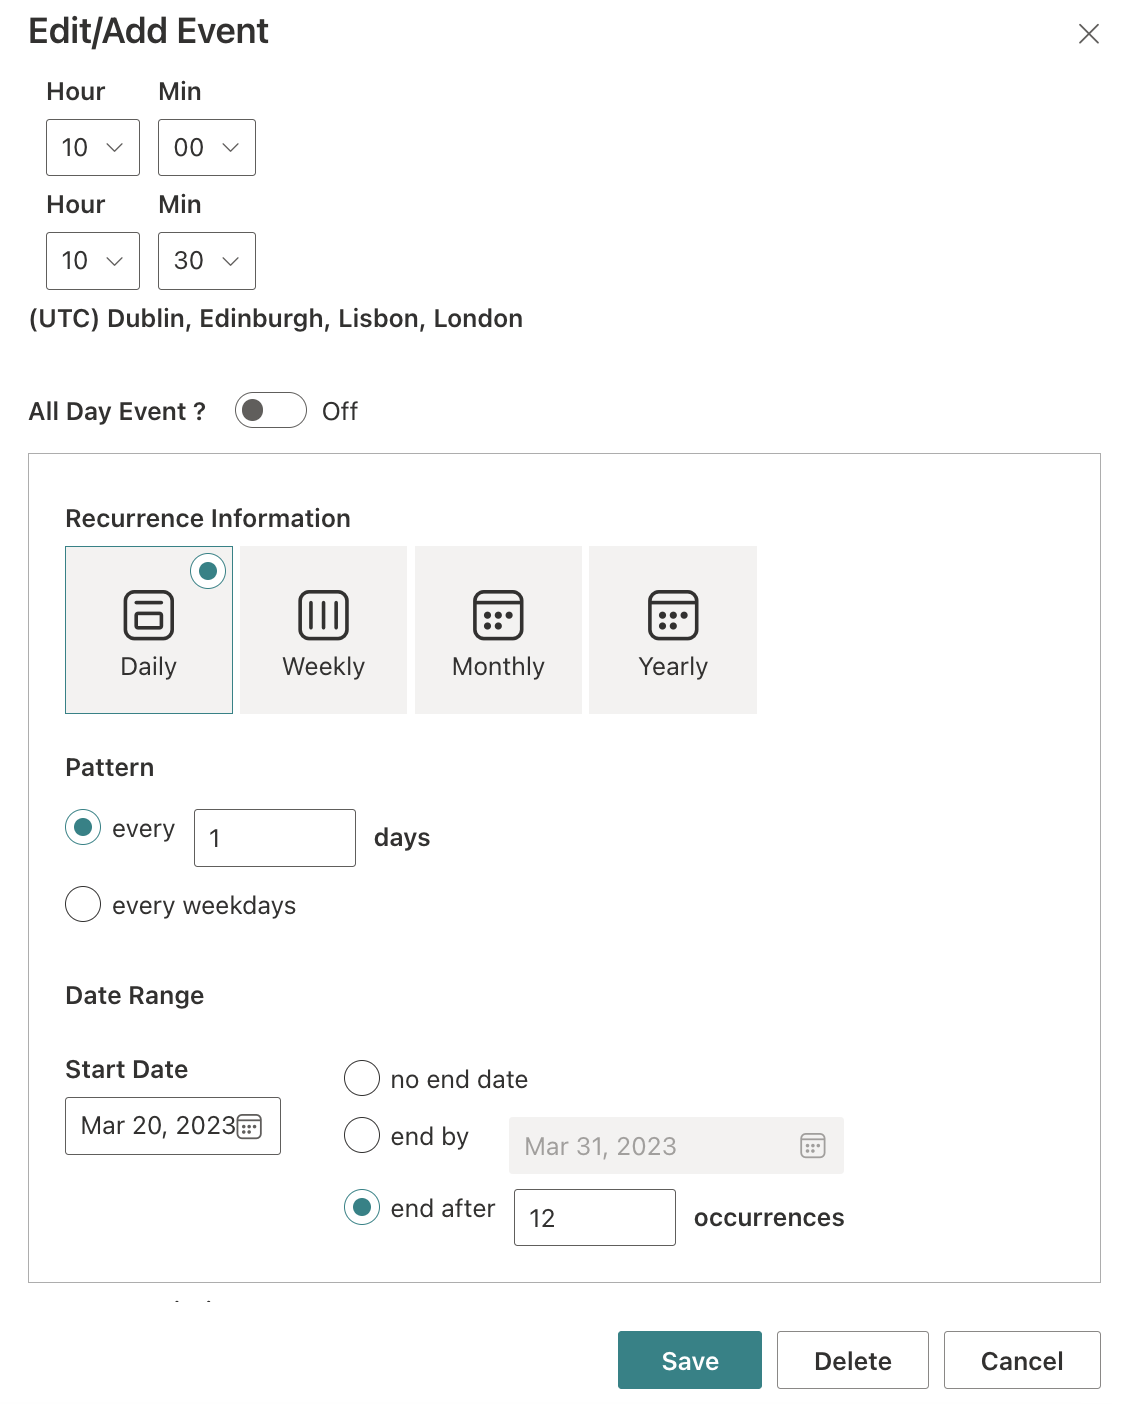 Edit/Add Event
Hour Min
10 00
Hour Min
10 30
(UTC) Dublin, Edinburgh, Lisbon, London
All Day Event ? Off
Recurrence Information
Daily Weekly Monthly Yearly
Pattern
every 1 days
every weekdays
Date Range
Start Date
no end date
Mar 20, 2023
end by Mar 31, 2023
end after 12 occurrences
Save Delete Cancel